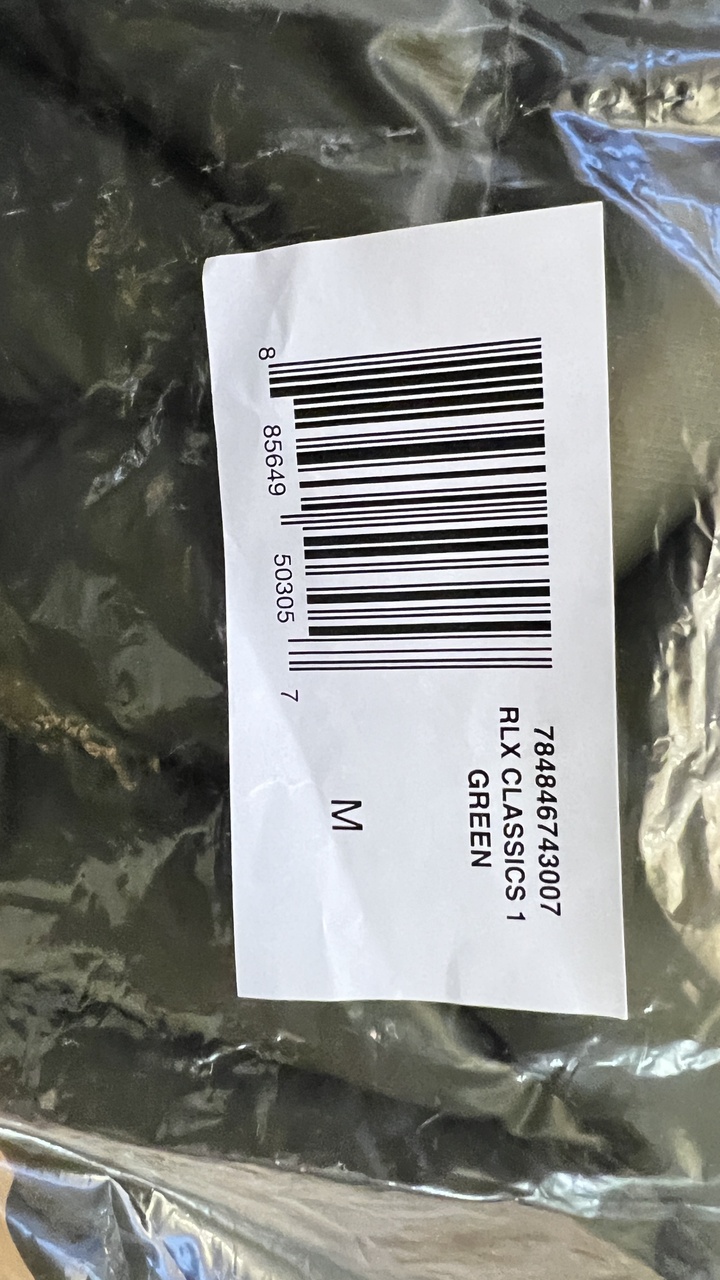 784846743007
RLX CLASSICS 1
GREEN
M
8 85649 50305 7